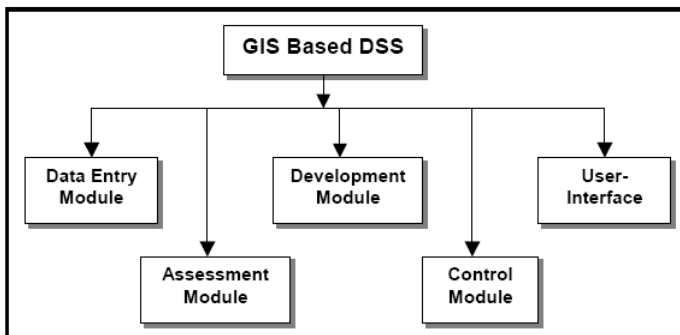 GIS Based DSS
Data Entry
Module
Development
Module
User-
Interface
Assessment
Module
Control
Module